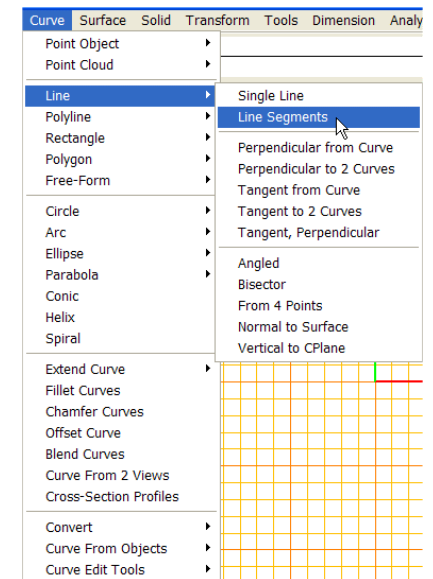 Curve Surface Solid Transform Tools Dimension Analy
Point Object
Point Cloud
Line
Polyline
Rectangle
Polygon
Free-Form
Circle
Arc
Ellipse
Parabola
Conic
Helix
Spiral
Extend Curve
Fillet Curves
Chamfer Curves
Offset Curve
Blend Curves
Curve From 2 Views
Cross-Section Profiles
Convert
Curve From Objects
Curve Edit Tools
Single Line
Line Segments
Perpendicular from Curve
Perpendicular to 2 Curves
Tangent from Curve
Tangent to 2 Curves
Tangent, Perpendicular
Angled
Bisector
From 4 Points
Normal to Surface
Vertical to CPlane